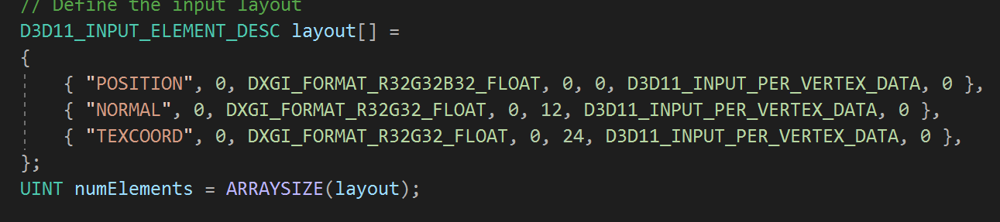 // Define the input layout
D3D11_INPUT_ELEMENT_DESC layout[] =
{
{ "POSITION", 0, DXGI_FORMAT_R32G32B32_FLOAT, 0, 0, D3D11_INPUT_PER_VERTEX_DATA, 0 },
{ "NORMAL", 0, DXGI_FORMAT_R32G32_FLOAT, 0, 12, D3D11_INPUT_PER_VERTEX_DATA, 0 },
{ "TEXCOORD", 0, DXGI_FORMAT_R32G32_FLOAT, 0, 24, D3D11_INPUT_PER_VERTEX_DATA, 0 },
};
UINT numElements = ARRAYSIZE(layout);